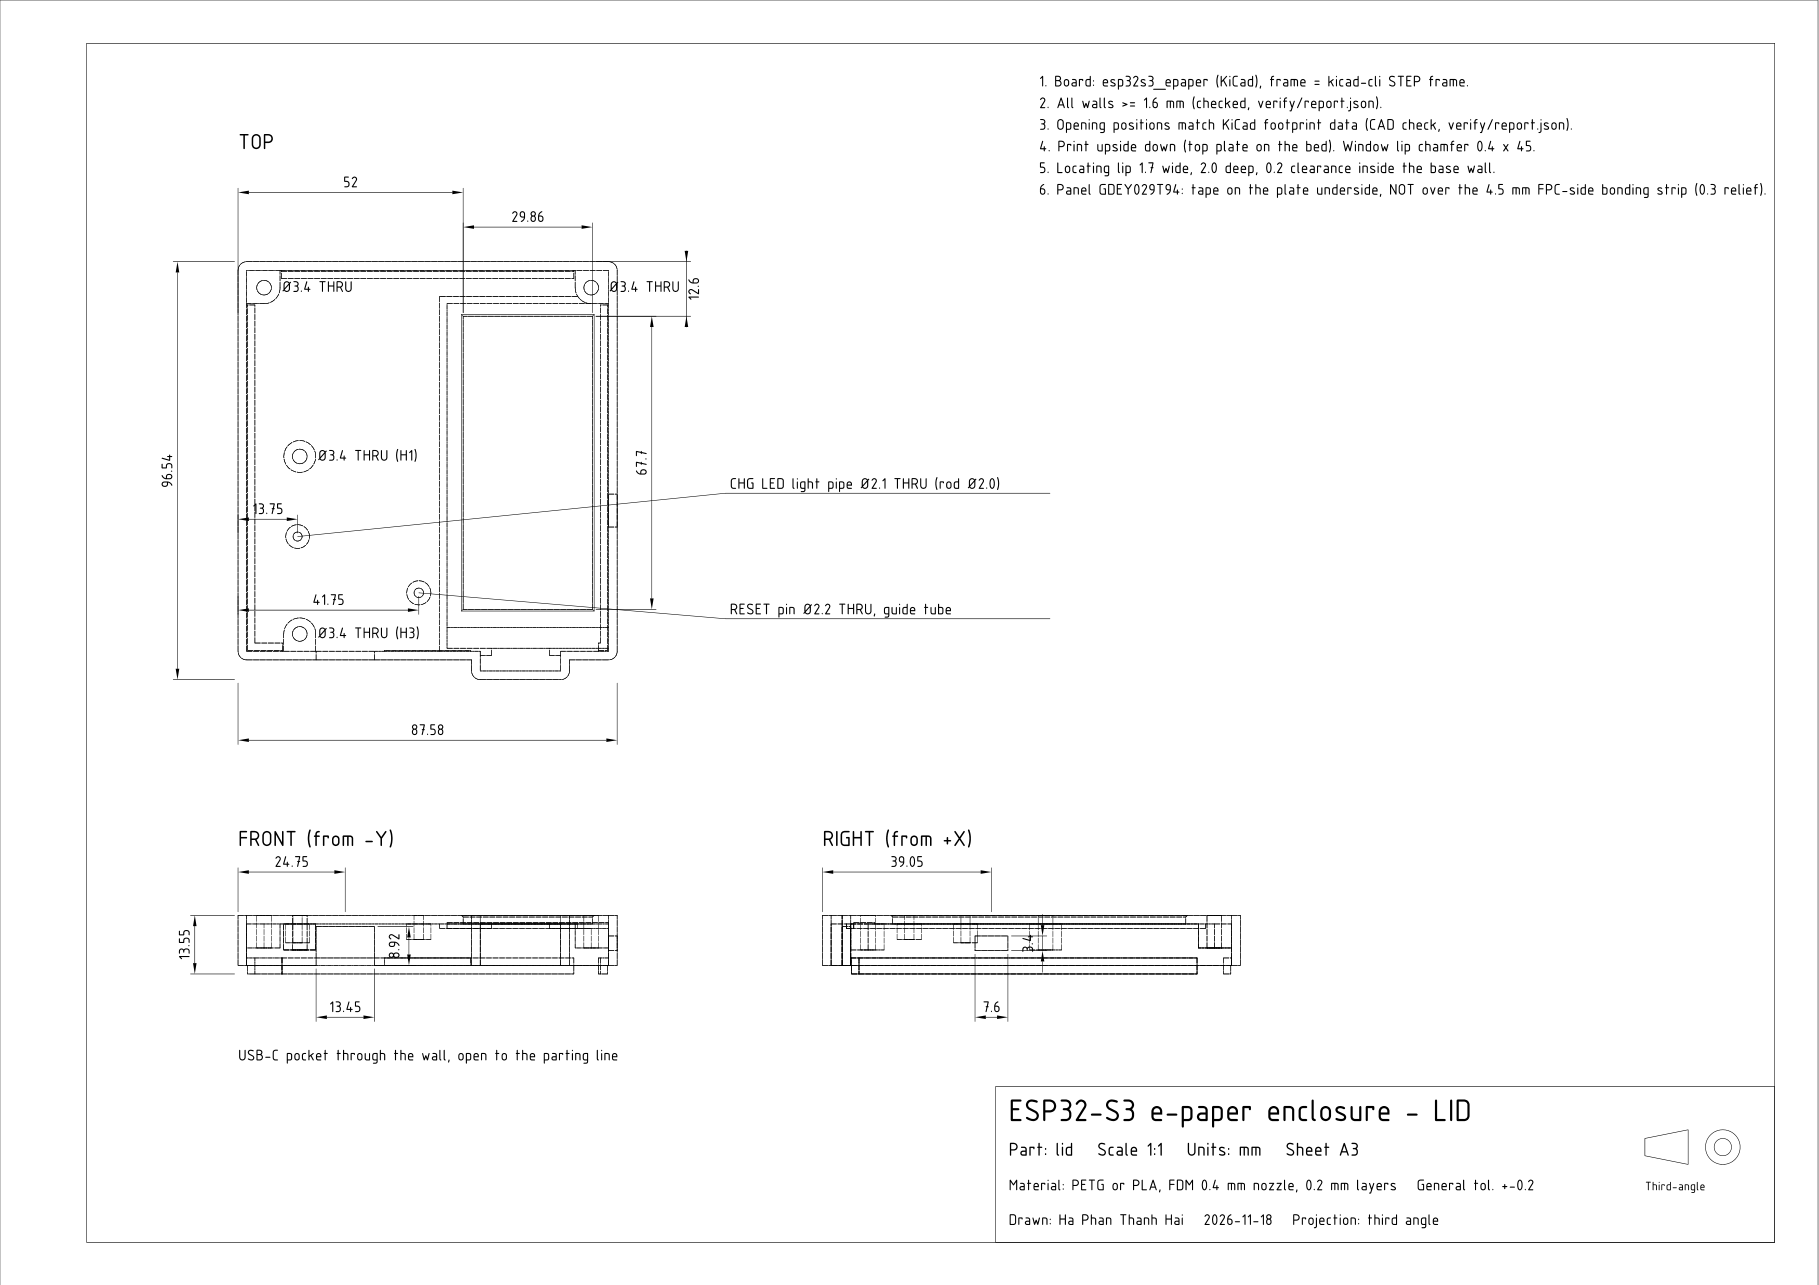 1. Board: esp32s3_epaper (KiCad), frame = kicad-cli STEP frame.
2. All walls >= 1.6 mm (checked, verify/report.json).
3. Opening positions match KiCad footprint data (CAD check, verify/report.json).
4. Print upside down (top plate on the bed). Window lip chamfer 0.4 x 45.
5. Locating lip 1.7 wide, 2.0 deep, 0.2 clearance inside the base wall.
6. Panel GDEY029T94: tape on the plate underside, NOT over the 4.5 mm FPC-side bonding strip (0.3 relief).
TOP
52
29.86
12.6
Ø3.4 THRU
Ø3.4 THRU
96.54
67.7
Ø3.4 THRU (H1)
CHG LED light pipe Ø2.1 THRU (rod Ø2.0)
13.75
41.75
RESET pin Ø2.2 THRU, guide tube
Ø3.4 THRU (H3)
87.58
FRONT (from -Y)
24.75
13.55
8.92
13.45
USB-C pocket through the wall, open to the parting line
RIGHT (from +X)
39.05
3.4
7.6
ESP32-S3 e-paper enclosure - LID
Part: lid Scale 1:1 Units: mm Sheet A3
Material: PETG or PLA, FDM 0.4 mm nozzle, 0.2 mm layers General tol. +-0.2
Drawn: Ha Phan Thanh Hai 2026-11-18 Projection: third angle
Third-angle